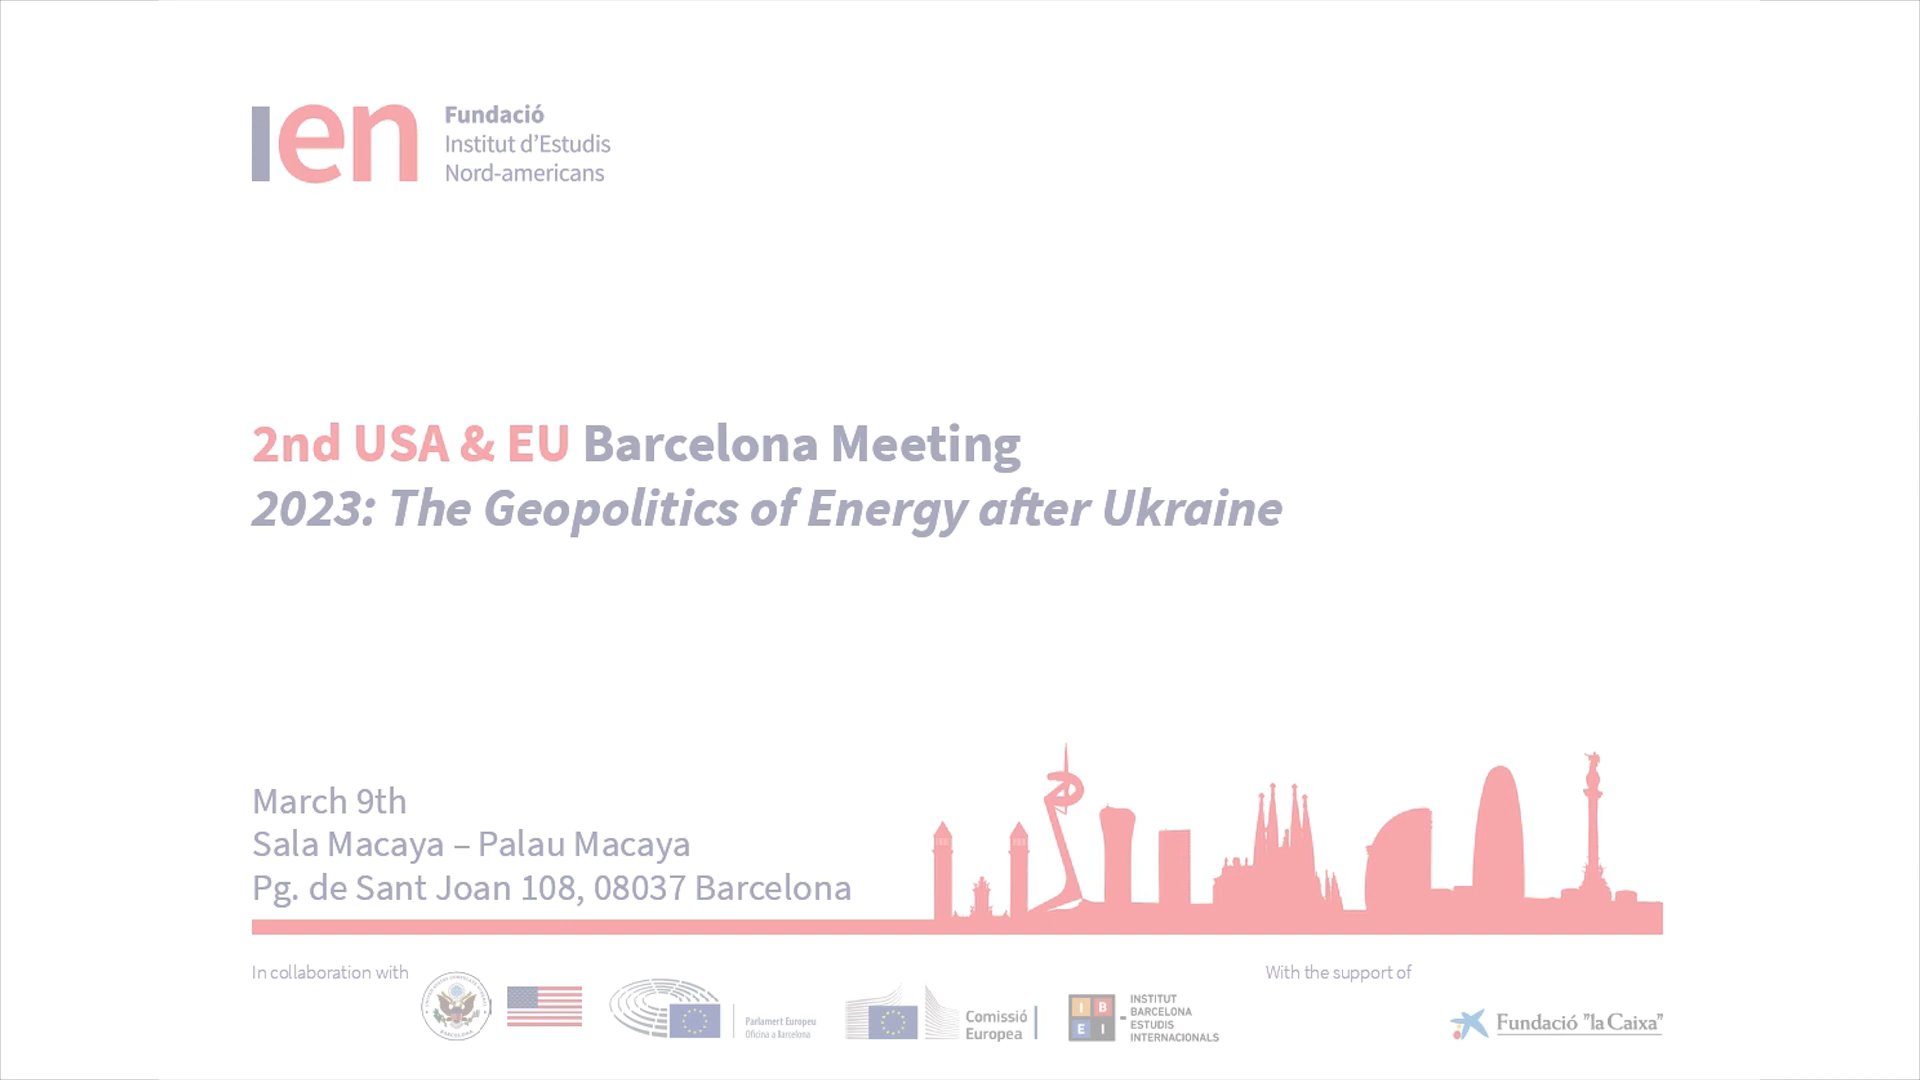 ien
Fundació
Institut d'Estudis
Nord-americans
2nd USA & EU Barcelona Meeting
2023: The Geopolitics of Energy after Ukraine
March 9th
Sala Macaya – Palau Macaya
Pg. de Sant Joan 108, 08037 Barcelona
In collaboration with
Parlament Europeu
Oficina a Barcelona
Comissió
Europea
I B
E I
INSTITUT
BARCELONA
ESTUDIS
INTERNACIONALS
With the support of
Fundació "la Caixa"